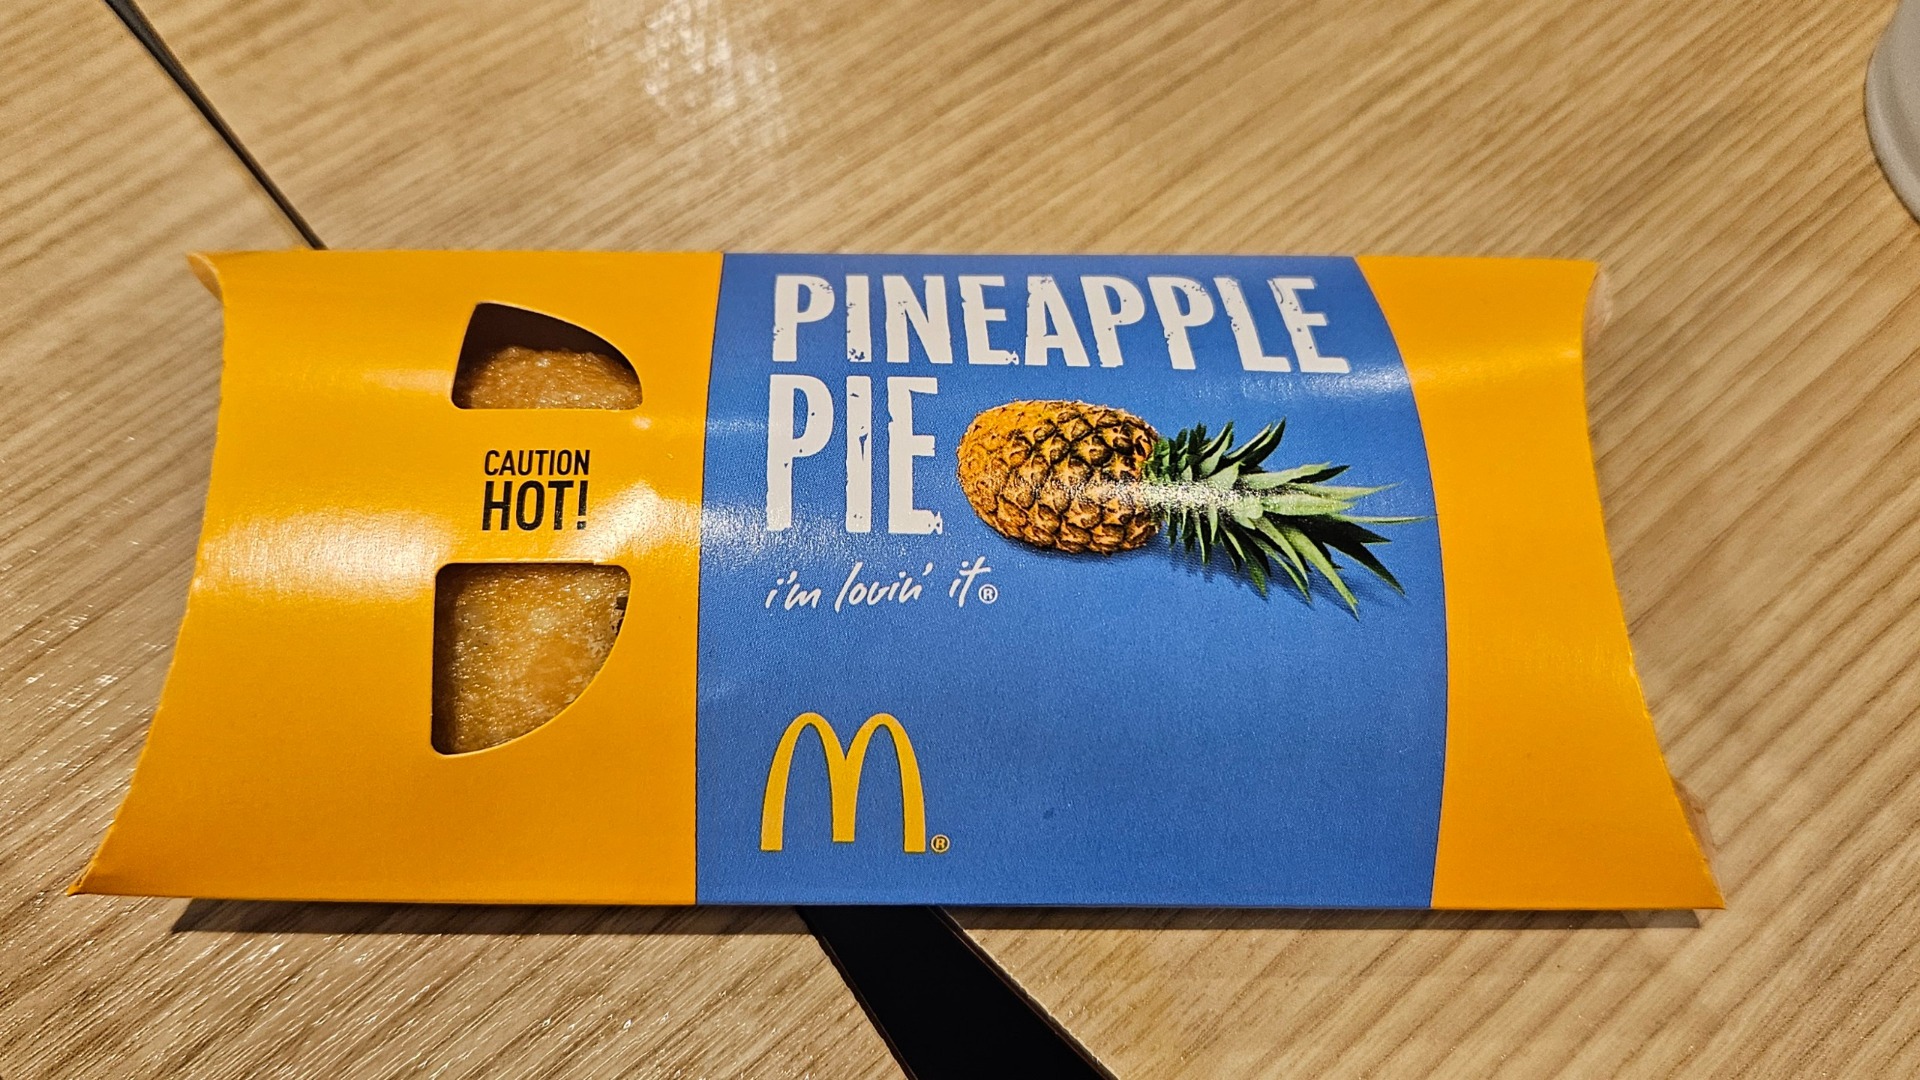 PINEAPPLE
PIE
CAUTION
HOT!
i'm lovin' it®
M®